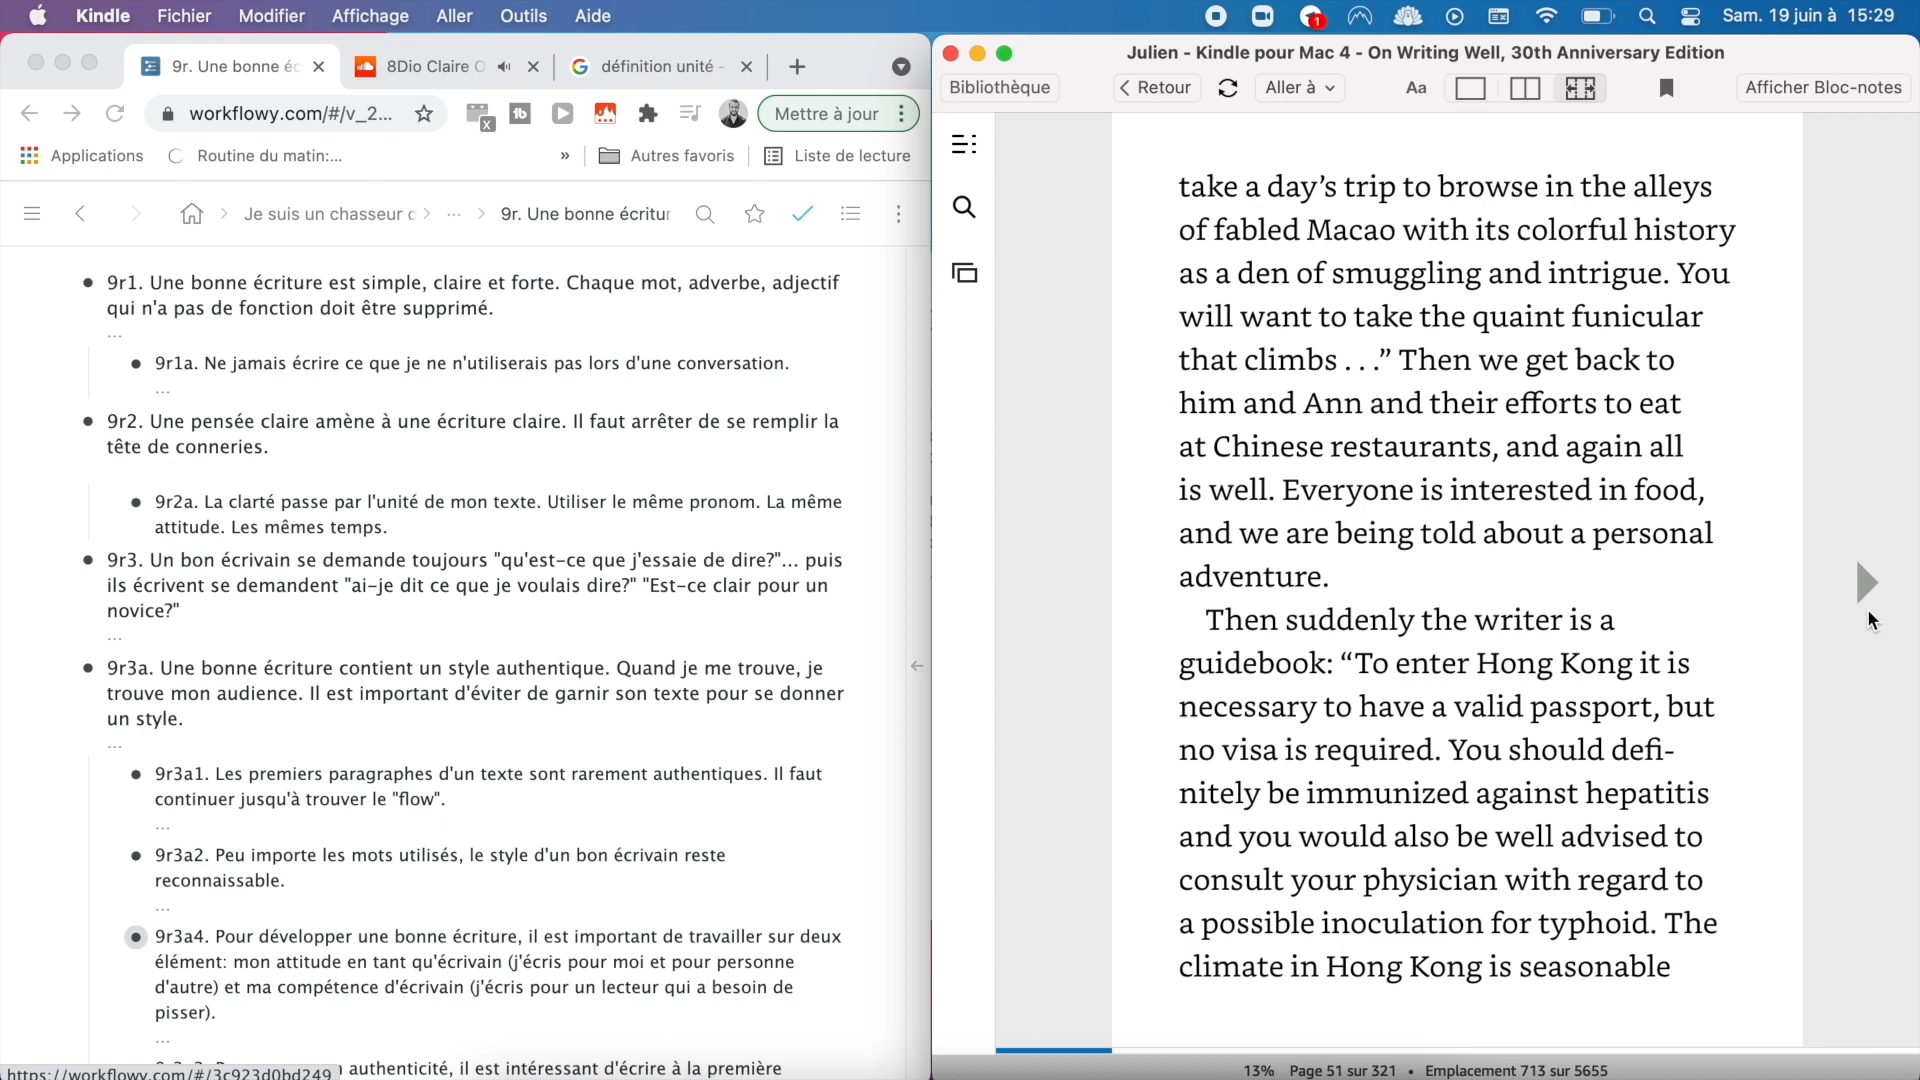 Kindle Fichier Modifier Affichage Aller Outils Aide
1
Sam. 19 juin à 15:29
9r. Une bonne éc
8Dio Claire O
définition unité -
workflowy.com/#/v_2...
Mettre à jour
Applications
Routine du matin:...
»
Autres favoris
Liste de lecture
Je suis un chasseur d
...
9r. Une bonne écritur
9r1. Une bonne écriture est simple, claire et forte. Chaque mot, adverbe, adjectif
qui n'a pas de fonction doit être supprimé.
...
9r1a. Ne jamais écrire ce que je ne n'utiliserais pas lors d'une conversation.
...
9r2. Une pensée claire amène à une écriture claire. Il faut arrêter de se remplir la
tête de conneries.
9r2a. La clarté passe par l'unité de mon texte. Utiliser le même pronom. La même
attitude. Les mêmes temps.
9r3. Un bon écrivain se demande toujours "qu'est-ce que j'essaie de dire?"... puis
ils écrivent se demandent "ai-je dit ce que je voulais dire?" "Est-ce clair pour un
novice?"
...
9r3a. Une bonne écriture contient un style authentique. Quand je me trouve, je
trouve mon audience. Il est important d'éviter de garnir son texte pour se donner
un style.
...
9r3a1. Les premiers paragraphes d'un texte sont rarement authentiques. Il faut
continuer jusqu'à trouver le "flow".
...
9r3a2. Peu importe les mots utilisés, le style d'un bon écrivain reste
reconnaissable.
...
9r3a4. Pour développer une bonne écriture, il est important de travailler sur deux
élément: mon attitude en tant qu'écrivain (j'écris pour moi et pour personne
d'autre) et ma compétence d'écrivain (j'écris pour un lecteur qui a besoin de
pisser).
...
authenticité, il est intéressant d'écrire à la première
https://workflowy.com/#/3c923d0bd249
Julien - Kindle pour Mac 4 - On Writing Well, 30th Anniversary Edition
Bibliothèque
Retour
Aller à
Aa
Afficher Bloc-notes
take a day’s trip to browse in the alleys
of fabled Macao with its colorful history
as a den of smuggling and intrigue. You
will want to take the quaint funicular
that climbs . . .” Then we get back to
him and Ann and their efforts to eat
at Chinese restaurants, and again all
is well. Everyone is interested in food,
and we are being told about a personal
adventure.
Then suddenly the writer is a
guidebook: “To enter Hong Kong it is
necessary to have a valid passport, but
no visa is required. You should defi-
nitely be immunized against hepatitis
and you would also be well advised to
consult your physician with regard to
a possible inoculation for typhoid. The
climate in Hong Kong is seasonable
13% Page 51 sur 321 • Emplacement 713 sur 5655